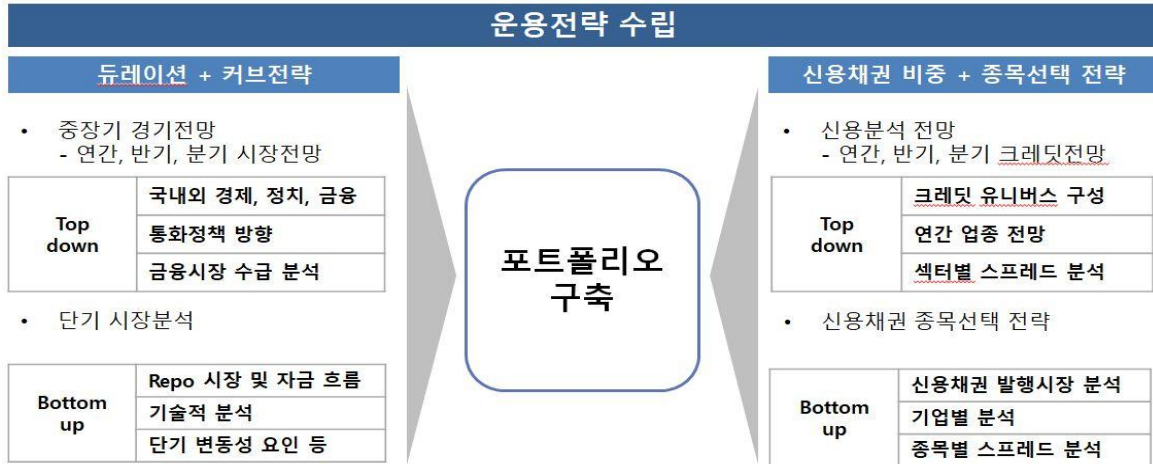 운용전략 수립
듀레이션 + 커브전략
• 중장기 경기전망
- 연간, 반기, 분기 시장전망
Top
down
국내외 경제, 정치, 금융
통화정책 방향
금융시장 수급 분석
• 단기 시장분석
Bottom
up
Repo 시장 및 자금 흐름
기술적 분석
단기 변동성 요인 등
포트폴리오
구축
신용채권 비중 + 종목선택 전략
• 신용분석 전망
- 연간, 반기, 분기 크레딧전망
Top
down
크레딧 유니버스 구성
연간 업종 전망
섹터별 스프레드 분석
• 신용채권 종목선택 전략
Bottom
up
신용채권 발행시장 분석
기업별 분석
종목별 스프레드 분석